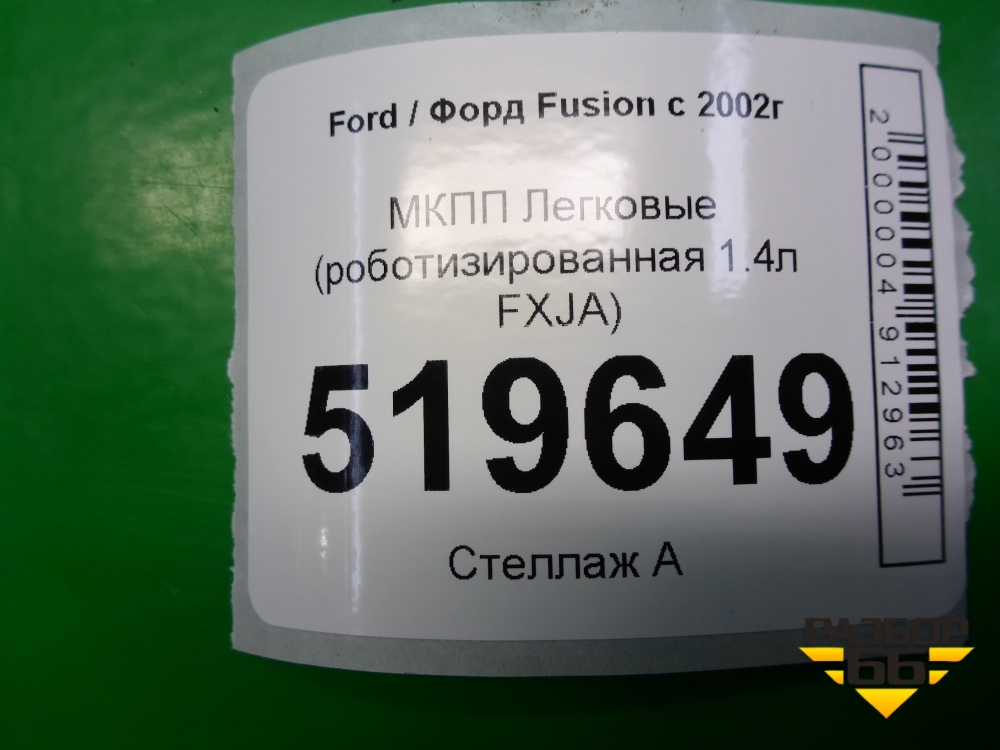 Ford / Форд Fusion с 2002г
МКПП Легковые
(роботизированная 1.4л
FXJA)
519649
Стеллаж А
2000004912963
РАЗБОР
66